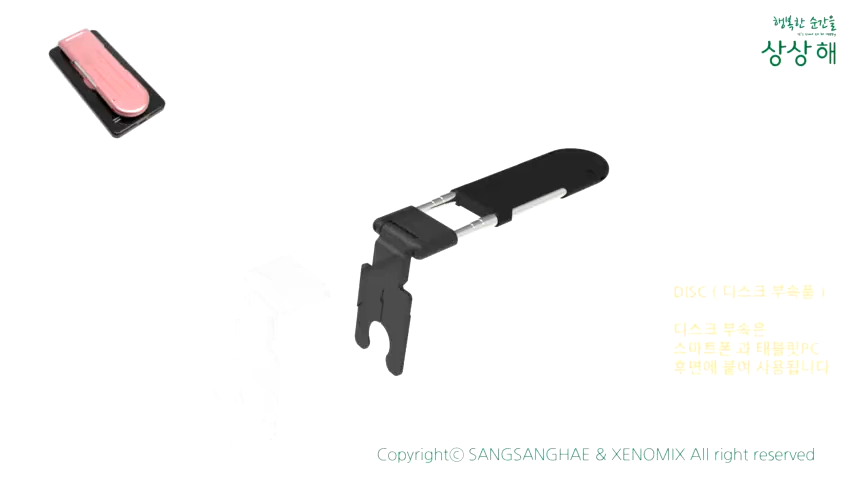 행복한 순간을
상상해
DISC ( 디스크 부속품 )
디스크 부속은
스마트폰 과 태블릿PC
후면에 붙여 사용됩니다
Copyrightⓒ SANGSANGHAE & XENOMIX All right reserved